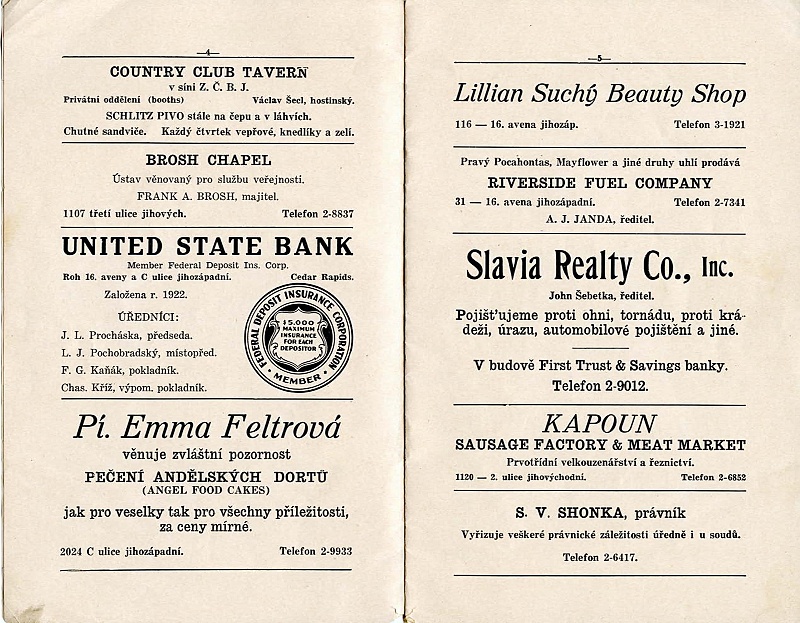 4
COUNTRY CLUB TAVERN
v síni Z. Č. B. J.
Privátní oddělení (booths) Václav Šecl, hostinský.
SCHLITZ PIVO stále na čepu a v láhvích.
Chutné sandviče. Každý čtvrtek vepřové, knedlíky a zelí.
BROSH CHAPEL
Ústav věnovaný pro službu veřejnosti.
FRANK A. BROSH, majitel.
1107 třetí ulice jihových. Telefon 2-8837
UNITED STATE BANK
Member Federal Deposit Ins. Corp.
Roh 16. aveny a C ulice jihozápadní. Cedar Rapids.
Založena r. 1922.
ÚŘEDNÍCI:
J. L. Procháska, předseda.
L. J. Pochobradský, místopřed.
F. G. Kaňák, pokladník.
Chas. Kříž, výpom. pokladník.
FEDERAL DEPOSIT INSURANCE CORPORATION
$5,000
MAXIMUM
INSURANCE
FOR EACH
DEPOSITOR
• MEMBER •
Pí. Emma Feltrová
věnuje zvláštní pozornost
PEČENÍ ANDĚLSKÝCH DORTŮ
(ANGEL FOOD CAKES)
jak pro veselky tak pro všechny příležitosti,
za ceny mírné.
2024 C ulice jihozápadní. Telefon 2-9933
5
Lillian Suchý Beauty Shop
116 — 16. avena jihozáp. Telefon 3-1921
Pravý Pocahontas, Mayflower a jiné druhy uhlí prodává
RIVERSIDE FUEL COMPANY
31 — 16. avena jihozápadní. Telefon 2-7341
A. J. JANDA, ředitel.
Slavia Realty Co., Inc.
John Šebetka, ředitel.
Pojišt'ujeme proti ohni, tornádu, proti krá-
deži, úrazu, automobilové pojištění a jiné.
V budově First Trust & Savings banky.
Telefon 2-9012.
KAPOUN
SAUSAGE FACTORY & MEAT MARKET
Prvotřídní velkouzenářství a řeznictví.
1120 — 2. ulice jihovýchodní. Telefon 2-6852
S. V. SHONKA, právník
Vyřizuje veškeré právnické záležitosti úředně i u soudů.
Telefon 2-6417.